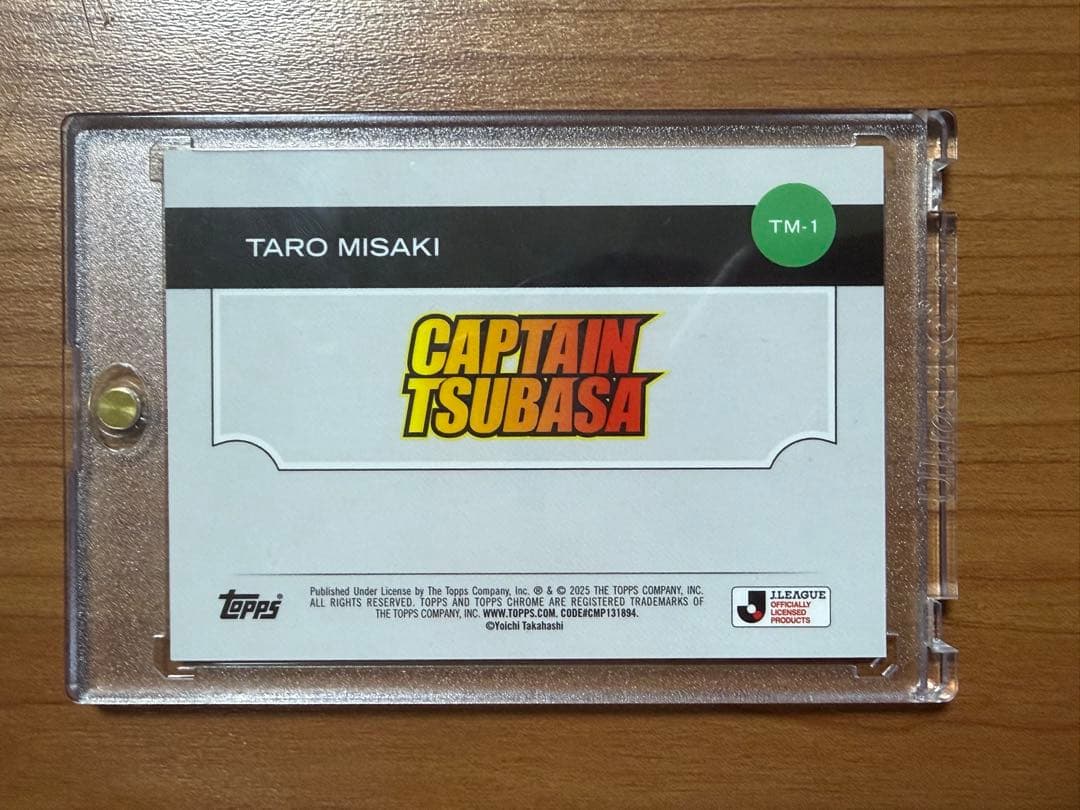 TARO MISAKI
TM-1
CAPTAIN
TSUBASA
topps
Published Under License by The Topps Company, Inc. ® & © 2025 THE TOPPS COMPANY, INC.
ALL RIGHTS RESERVED. TOPPS AND TOPPS CHROME ARE REGISTERED TRADEMARKS OF
THE TOPPS COMPANY, INC. WWW.TOPPS.COM. CODE#CMP131894.
©Yoichi Takahashi
J.LEAGUE
OFFICIALLY
LICENSED
PRODUCTS